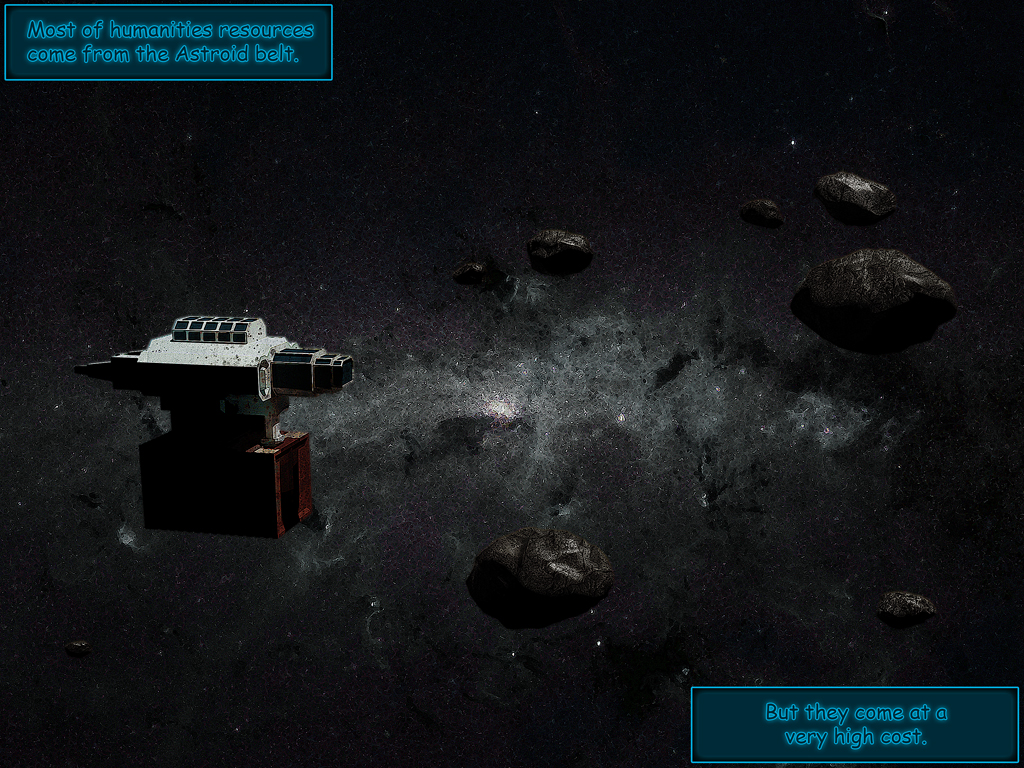 Most of humanities resources
come from the Astroid belt.
But they come at a
very high cost.